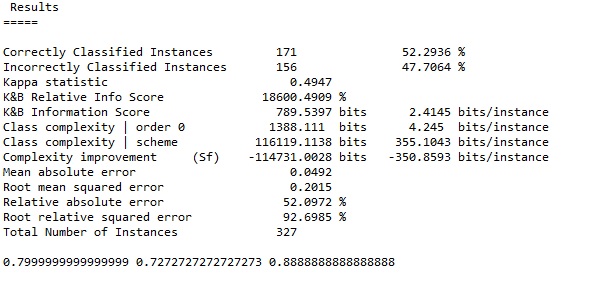 Results
=====
Correctly Classified Instances 171 52.2936 %
Incorrectly Classified Instances 156 47.7064 %
Kappa statistic 0.4947
K&B Relative Info Score 18600.4909 %
K&B Information Score 789.5397 bits 2.4145 bits/instance
Class complexity | order 0 1388.111 bits 4.245 bits/instance
Class complexity | scheme 116119.1138 bits 355.1043 bits/instance
Complexity improvement (Sf) -114731.0028 bits -350.8593 bits/instance
Mean absolute error 0.0492
Root mean squared error 0.2015
Relative absolute error 52.0972 %
Root relative squared error 92.6985 %
Total Number of Instances 327
0.7999999999999999 0.7272727272727273 0.8888888888888888